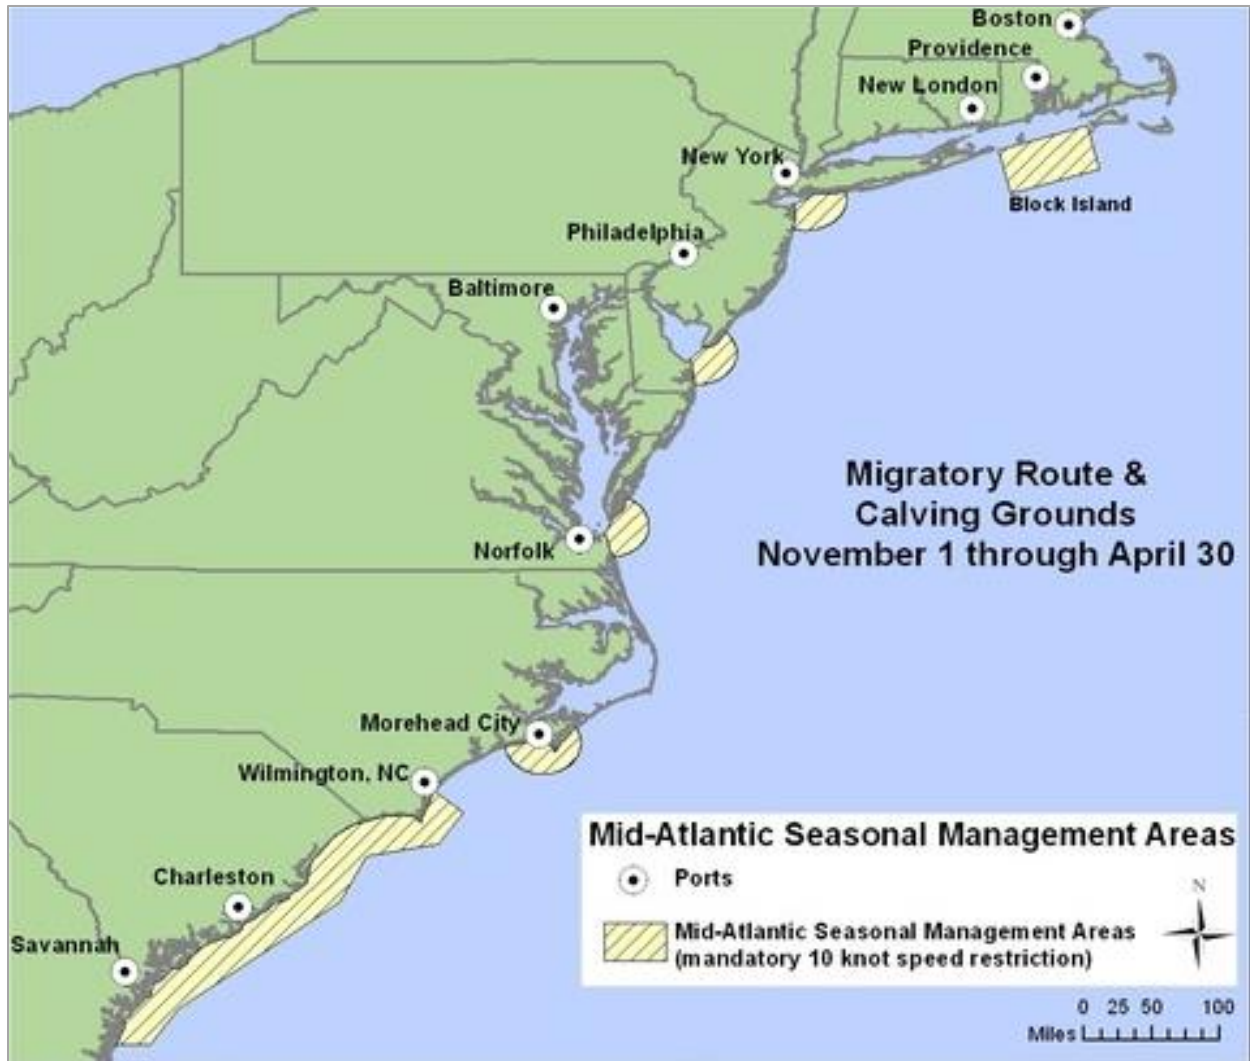 Boston
Providence
New London
New York
Block Island
Philadelphia
Baltimore
Migratory Route &
Calving Grounds
November 1 through April 30
Norfolk
Morehead City
Wilmington, NC
Charleston
Savannah
Mid-Atlantic Seasonal Management Areas
Ports
N
Mid-Atlantic Seasonal Management Areas
(mandatory 10 knot speed restriction)
0 25 50 100
Miles